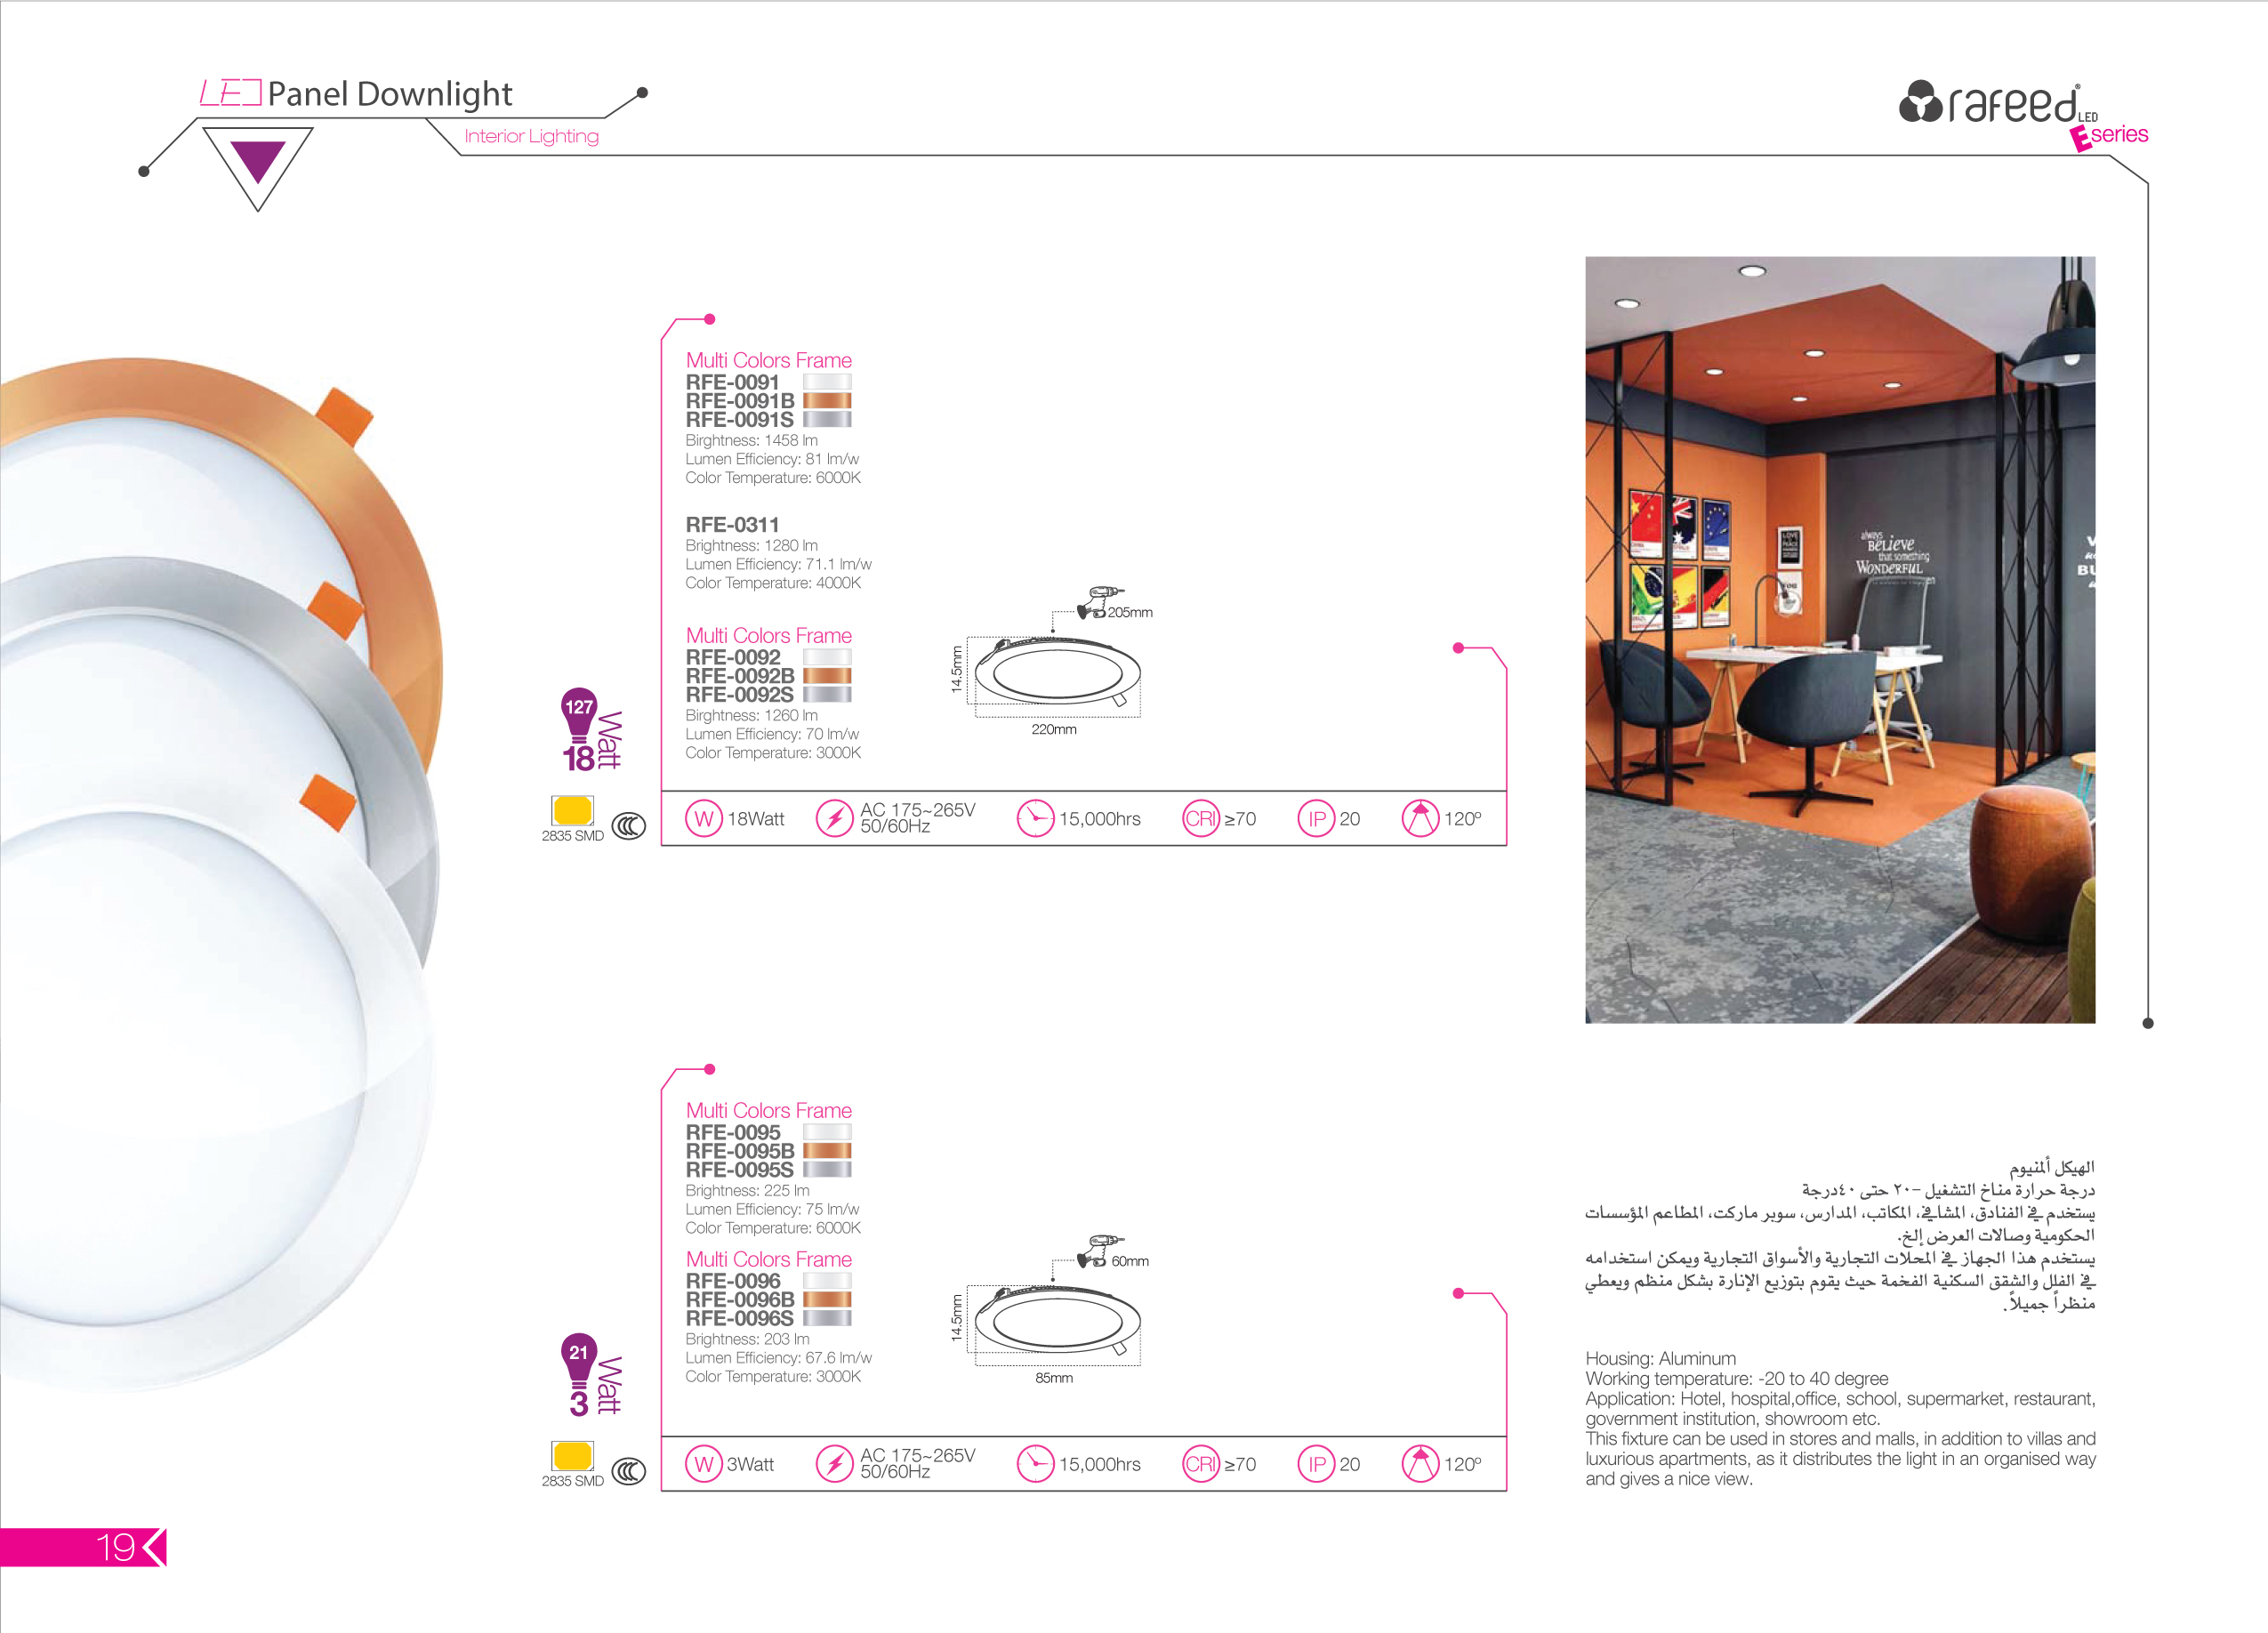 LED Panel Downlight
Interior Lighting
rafeed®
LED
E series
Multi Colors Frame
RFE-0091
RFE-0091B
RFE-0091S
Birghtness: 1458 lm
Lumen Efficiency: 81 lm/w
Color Temperature: 6000K
RFE-0311
Brightness: 1280 lm
Lumen Efficiency: 71.1 lm/w
Color Temperature: 4000K
Multi Colors Frame
RFE-0092
RFE-0092B
RFE-0092S
Birghtness: 1260 lm
Lumen Efficiency: 70 lm/w
Color Temperature: 3000K
205mm
14.5mm
220mm
127
18
Watt
2835 SMD
W 18Watt
AC 175~265V
50/60Hz
15,000hrs
CRI ≥70
IP 20
120º
always
BELieve
that something
WONDERFUL
Multi Colors Frame
RFE-0095
RFE-0095B
RFE-0095S
Brightness: 225 lm
Lumen Efficiency: 75 lm/w
Color Temperature: 6000K
Multi Colors Frame
RFE-0096
RFE-0096B
RFE-0096S
Brightness: 203 lm
Lumen Efficiency: 67.6 lm/w
Color Temperature: 3000K
60mm
14.5mm
85mm
21
3
Watt
2835 SMD
W 3Watt
AC 175~265V
50/60Hz
15,000hrs
CRI ≥70
IP 20
120º
الهيكل ألمنيوم
درجة حرارة مناخ التشغيل -٢٠ حتى ٤٠درجة
يستخدم في الفنادق، المشافي، المكاتب، المدارس، سوبر ماركت، المطاعم المؤسسات
الحكومية وصالات العرض إلخ.
يستخدم هذا الجهاز في المحلات التجارية والأسواق التجارية ويمكن استخدامه
في الفلل والشقق السكنية الفخمة حيث يقوم بتوزيع الإنارة بشكل منظم ويعطي
منظراً جميلاً.
Housing: Aluminum
Working temperature: -20 to 40 degree
Application: Hotel, hospital,office, school, supermarket, restaurant,
government institution, showroom etc.
This fixture can be used in stores and malls, in addition to villas and
luxurious apartments, as it distributes the light in an organised way
and gives a nice view.
19